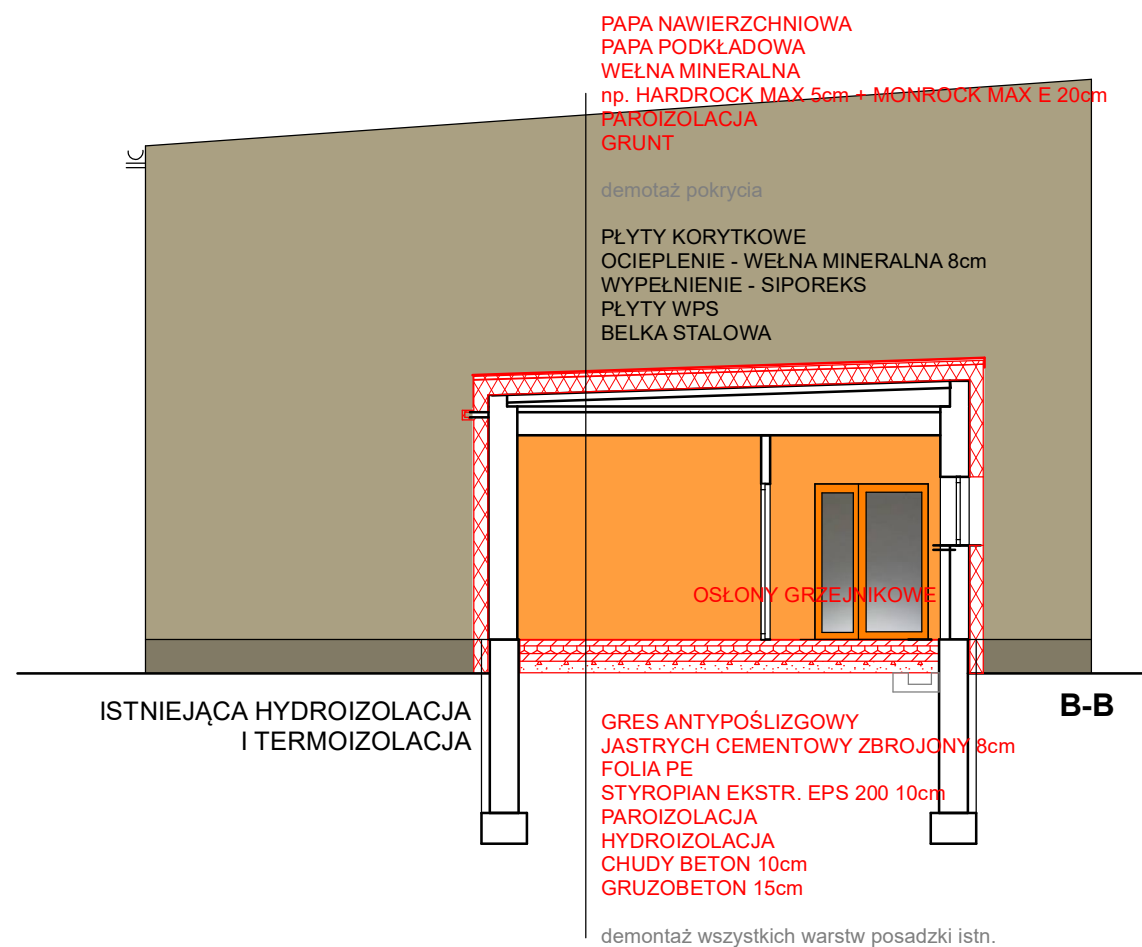 PAPA NAWIERZCHNIOWA
PAPA PODKŁADOWA
WEŁNA MINERALNA
np. HARDROCK MAX 5cm + MONROCK MAX E 20cm
PAROIZOLACJA
GRUNT
demotaż pokrycia
PŁYTY KORYTKOWE
OCIEPLENIE - WEŁNA MINERALNA 8cm
WYPEŁNIENIE - SIPOREKS
PŁYTY WPS
BELKA STALOWA
OSŁONY GRZEJNIKOWE
ISTNIEJĄCA HYDROIZOLACJA
I TERMOIZOLACJA
B-B
GRES ANTYPOŚLIZGOWY
JASTRYCH CEMENTOWY ZBROJONY 8cm
FOLIA PE
STYROPIAN EKSTR. EPS 200 10cm
PAROIZOLACJA
HYDROIZOLACJA
CHUDY BETON 10cm
GRUZOBETON 15cm
demontaż wszystkich warstw posadzki istn.